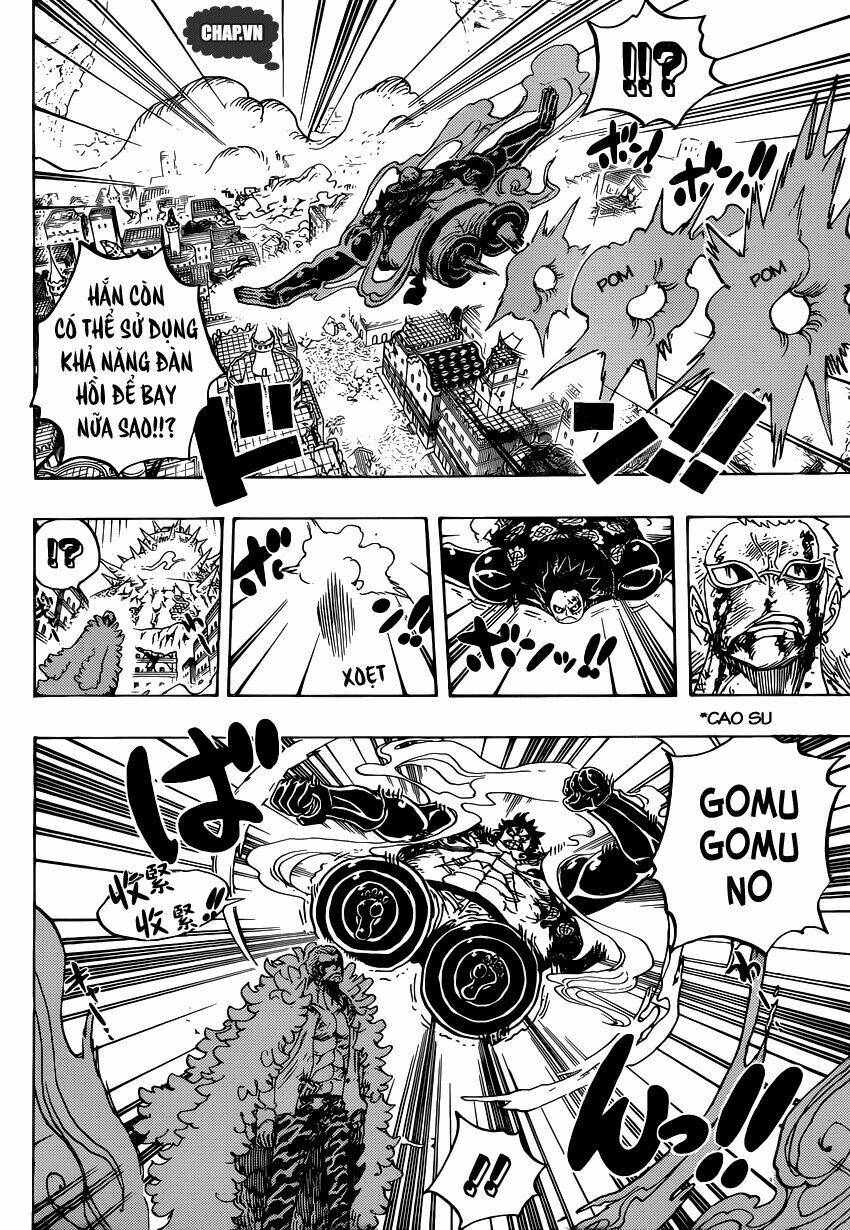 CHAP.VN
!!?
ボンッ
ボンッ!!
POM
POM
HẮN CÒN
CÓ THỂ SỬ DỤNG
KHẢ NĂNG ĐÀN
HỒI ĐỂ BAY
NỮA SAO!!?
ドン!!
!?
ボンッ!!
XOẸT
ボンッ!!
*CAO SU
GOMU
GOMU
NO
ばんっ!!
收緊
收緊!!
!!